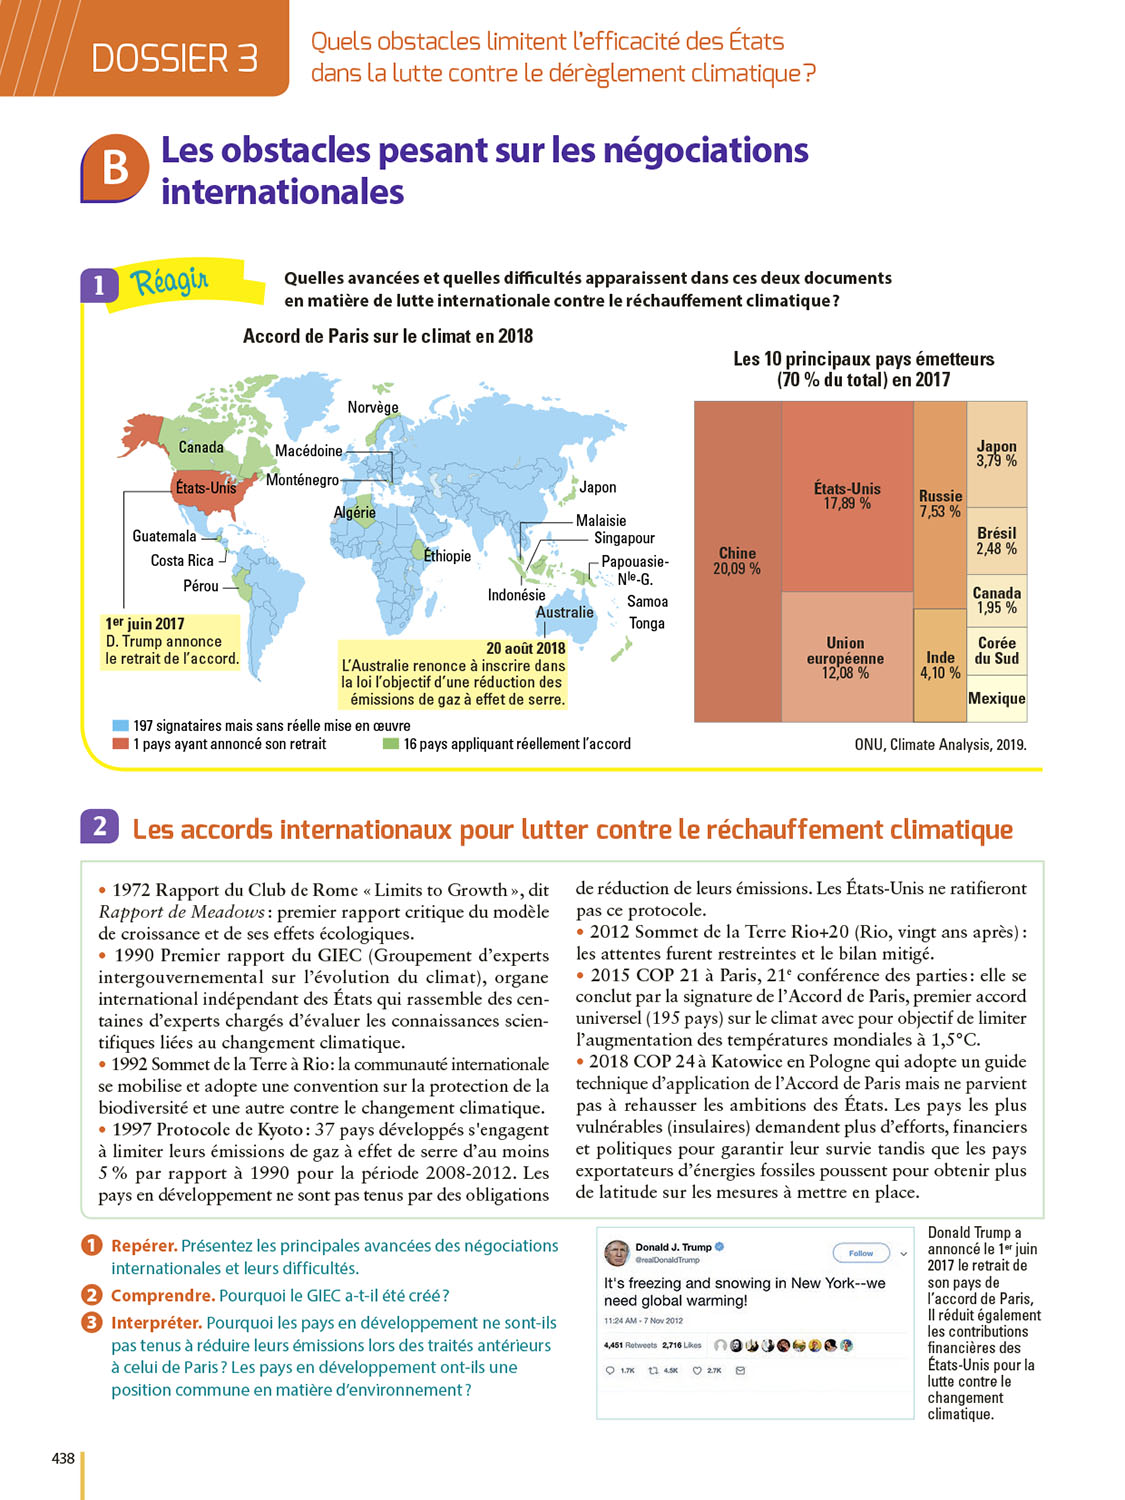 DOSSIER 3
Quels obstacles limitent l'efficacité des États
dans la lutte contre le dérèglement climatique ?
B
Les obstacles pesant sur les négociations
internationales
1
Réagir
Quelles avancées et quelles difficultés apparaissent dans ces deux documents
en matière de lutte internationale contre le réchauffement climatique ?
Accord de Paris sur le climat en 2018
Norvège
Canada
Macédoine
États-Unis
Monténegro
Japon
Algérie
Malaisie
Guatemala
Singapour
Costa Rica
Éthiopie
Papouasie-
Nle-G.
Pérou
Indonésie
Samoa
Australie
Tonga
1er juin 2017
D. Trump annonce
le retrait de l'accord.
20 août 2018
L'Australie renonce à inscrire dans
la loi l'objectif d'une réduction des
émissions de gaz à effet de serre.
197 signataires mais sans réelle mise en œuvre
1 pays ayant annoncé son retrait
16 pays appliquant réellement l'accord
Les 10 principaux pays émetteurs
(70 % du total) en 2017
Chine
20,09 %
États-Unis
17,89 %
Union
européenne
12,08 %
Russie
7,53 %
Inde
4,10 %
Japon
3,79 %
Brésil
2,48 %
Canada
1,95 %
Corée
du Sud
Mexique
ONU, Climate Analysis, 2019.
2
Les accords internationaux pour lutter contre le réchauffement climatique
• 1972 Rapport du Club de Rome « Limits to Growth », dit
Rapport de Meadows : premier rapport critique du modèle
de croissance et de ses effets écologiques.
• 1990 Premier rapport du GIEC (Groupement d'experts
intergouvernemental sur l'évolution du climat), organe
international indépendant des États qui rassemble des cen-
taines d'experts chargés d'évaluer les connaissances scien-
tifiques liées au changement climatique.
• 1992 Sommet de la Terre à Rio : la communauté internationale
se mobilise et adopte une convention sur la protection de la
biodiversité et une autre contre le changement climatique.
• 1997 Protocole de Kyoto : 37 pays développés s'engagent
à limiter leurs émissions de gaz à effet de serre d'au moins
5 % par rapport à 1990 pour la période 2008-2012. Les
pays en développement ne sont pas tenus par des obligations
de réduction de leurs émissions. Les États-Unis ne ratifieront
pas ce protocole.
• 2012 Sommet de la Terre Rio+20 (Rio, vingt ans après) :
les attentes furent restreintes et le bilan mitigé.
• 2015 COP 21 à Paris, 21e conférence des parties : elle se
conclut par la signature de l'Accord de Paris, premier accord
universel (195 pays) sur le climat avec pour objectif de limiter
l'augmentation des températures mondiales à 1,5°C.
• 2018 COP 24 à Katowice en Pologne qui adopte un guide
technique d'application de l'Accord de Paris mais ne parvient
pas à rehausser les ambitions des États. Les pays les plus
vulnérables (insulaires) demandent plus d'efforts, financiers
et politiques pour garantir leur survie tandis que les pays
exportateurs d'énergies fossiles poussent pour obtenir plus
de latitude sur les mesures à mettre en place.
1 Repérer. Présentez les principales avancées des négociations
internationales et leurs difficultés.
2 Comprendre. Pourquoi le GIEC a-t-il été créé ?
3 Interpréter. Pourquoi les pays en développement ne sont-ils
pas tenus à réduire leurs émissions lors des traités antérieurs
à celui de Paris ? Les pays en développement ont-ils une
position commune en matière d'environnement ?
Donald J. Trump
@realDonaldTrump
Follow
It's freezing and snowing in New York--we
need global warming!
11:24 AM - 7 Nov 2012
4,451 Retweets 2,716 Likes
1.7K 4.5K 2.7K
Donald Trump a
annoncé le 1er juin
2017 le retrait de
son pays de
l'accord de Paris,
Il réduit également
les contributions
financières des
États-Unis pour la
lutte contre le
changement
climatique.
438